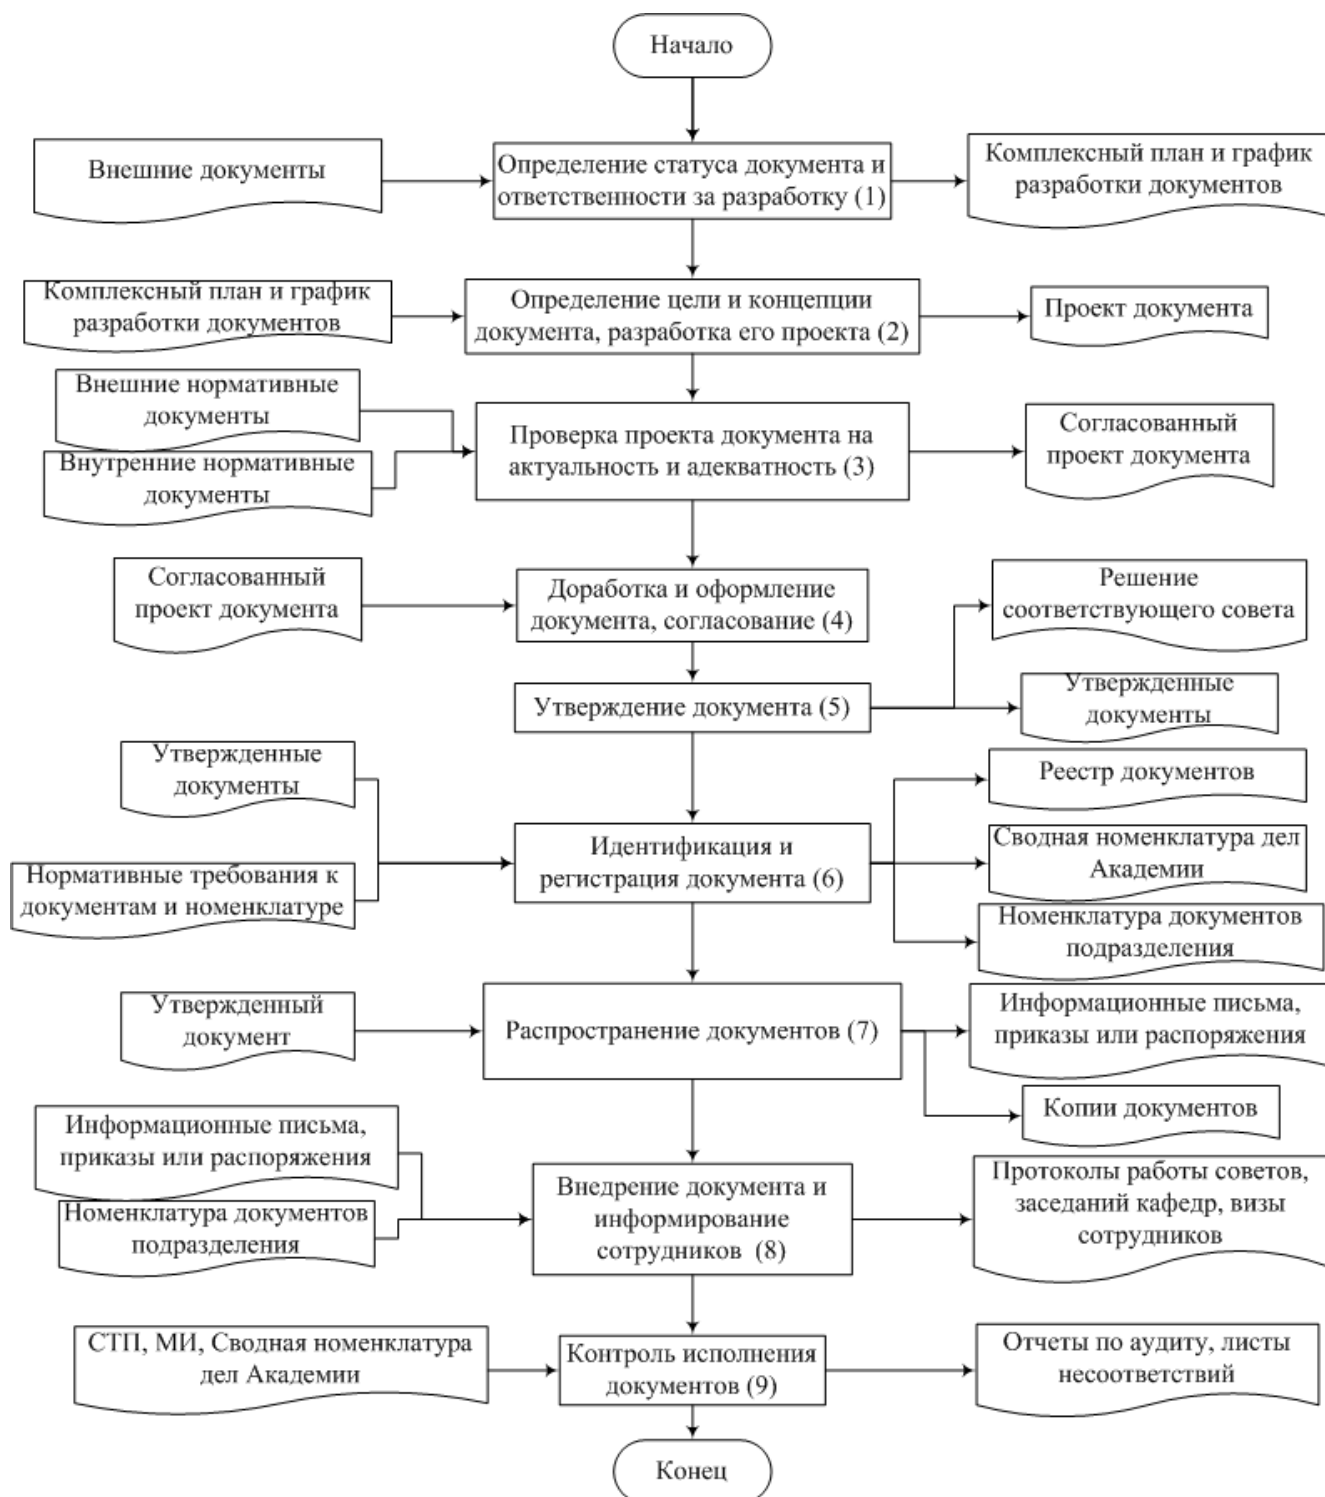 Начало
Внешние документы
Определение статуса документа и
ответственности за разработку (1)
Комплексный план и график
разработки документов
Комплексный план и график
разработки документов
Определение цели и концепции
документа, разработка его проекта (2)
Проект документа
Внешние нормативные
документы
Внутренние нормативные
документы
Проверка проекта документа на
актуальность и адекватность (3)
Согласованный
проект документа
Согласованный
проект документа
Доработка и оформление
документа, согласование (4)
Решение
соответствующего совета
Утверждение документа (5)
Утвержденные
документы
Утвержденные
документы
Нормативные требования к
документам и номенклатуре
Идентификация и
регистрация документа (6)
Реестр документов
Сводная номенклатура дел
Академии
Номенклатура документов
подразделения
Утвержденный
документ
Распространение документов (7)
Информационные письма,
приказы или распоряжения
Копии документов
Информационные письма,
приказы или распоряжения
Номенклатура документов
подразделения
Внедрение документа и
информирование
сотрудников (8)
Протоколы работы советов,
заседаний кафедр, визы
сотрудников
СТП, МИ, Сводная номенклатура
дел Академии
Контроль исполнения
документов (9)
Отчеты по аудиту, листы
несоответствий
Конец